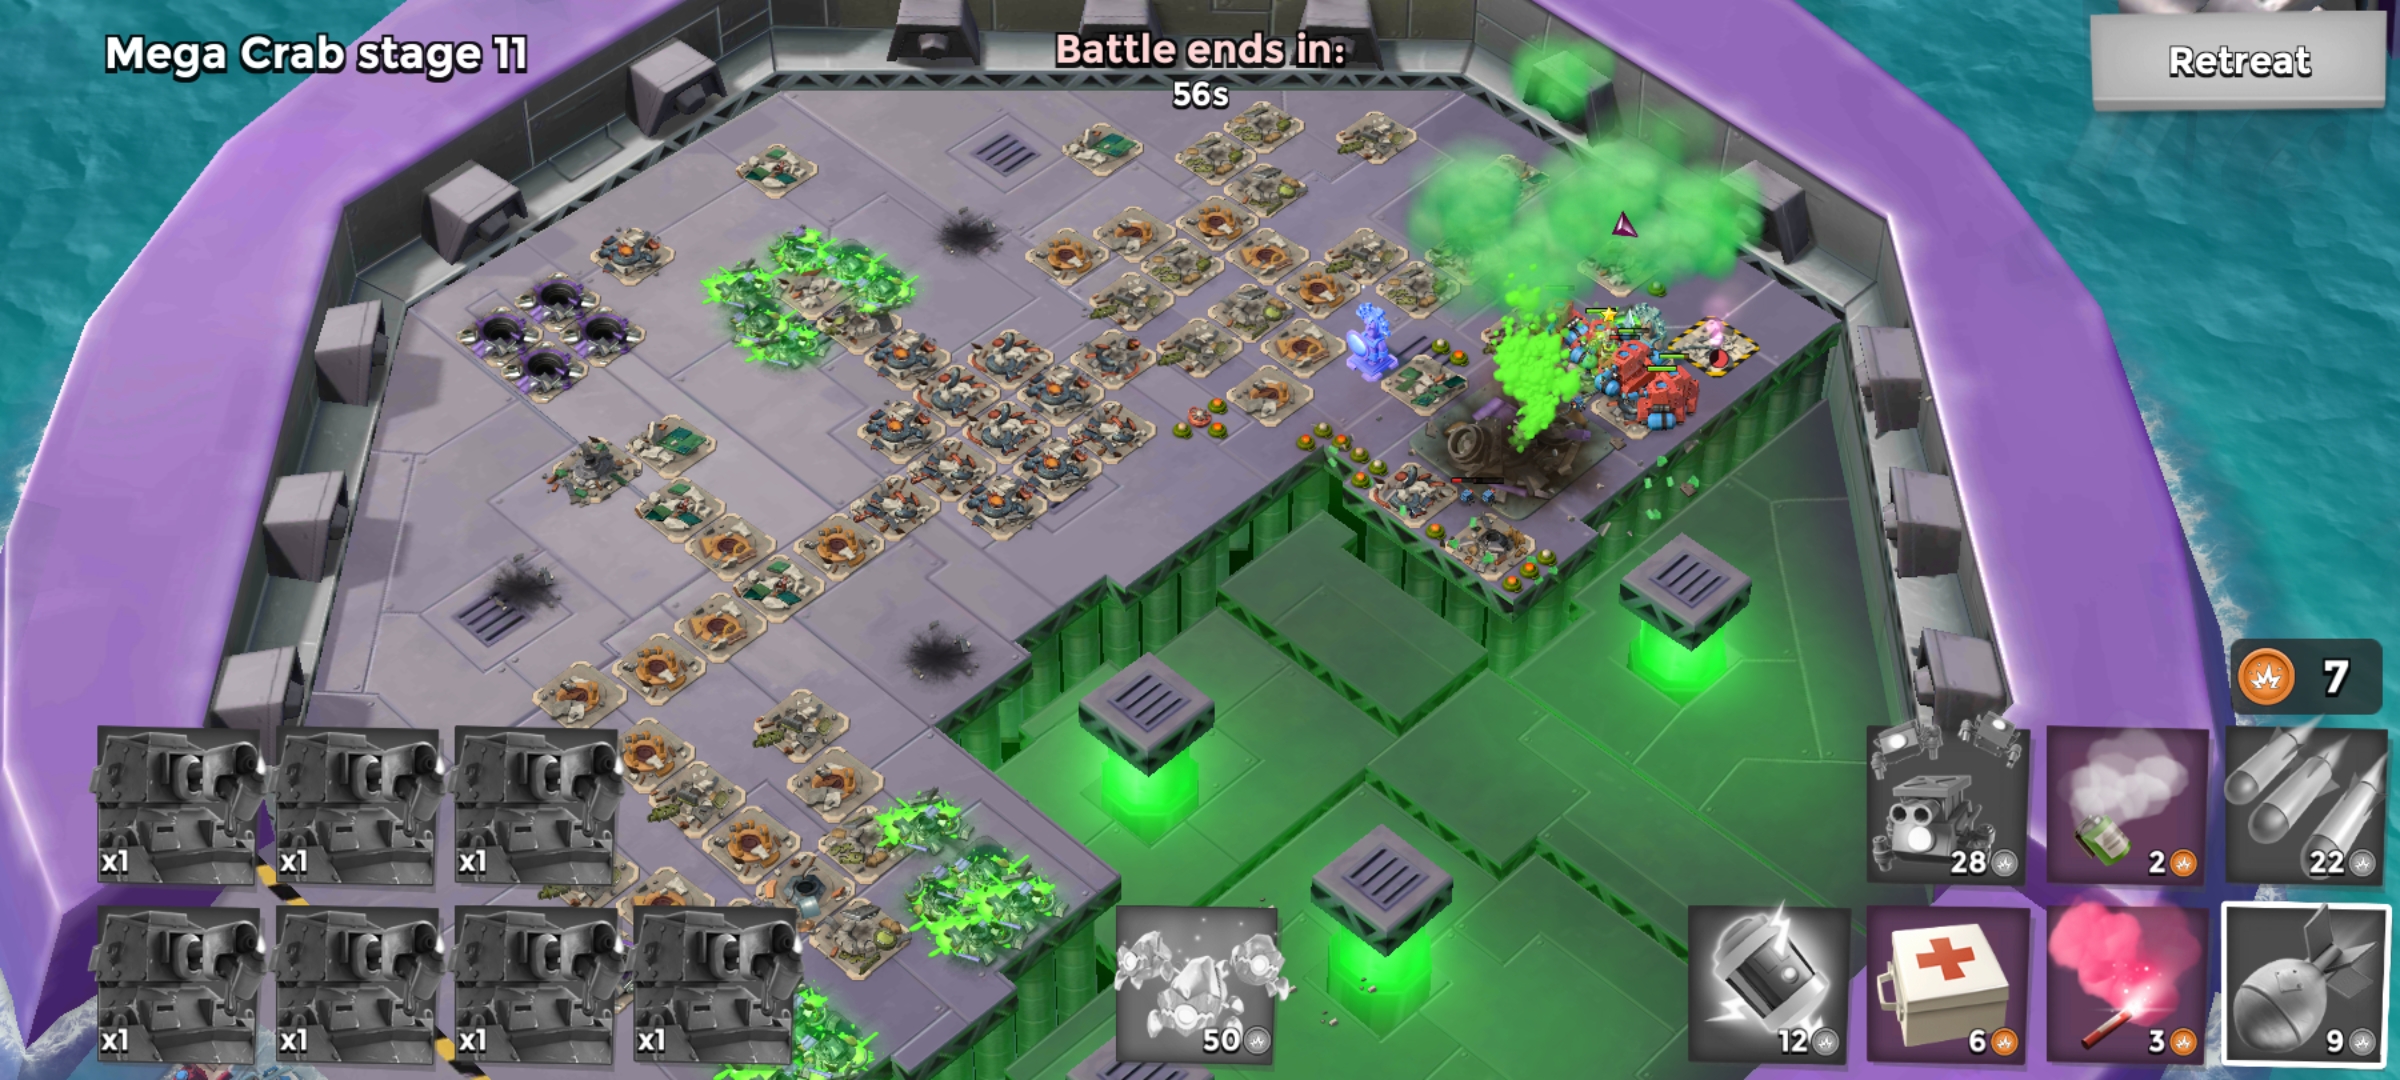 Mega Crab stage 11
Battle ends in:
56s
Retreat
7
x1
x1
x1
28
2
22
x1
x1
x1
x1
50
12
6
3
9